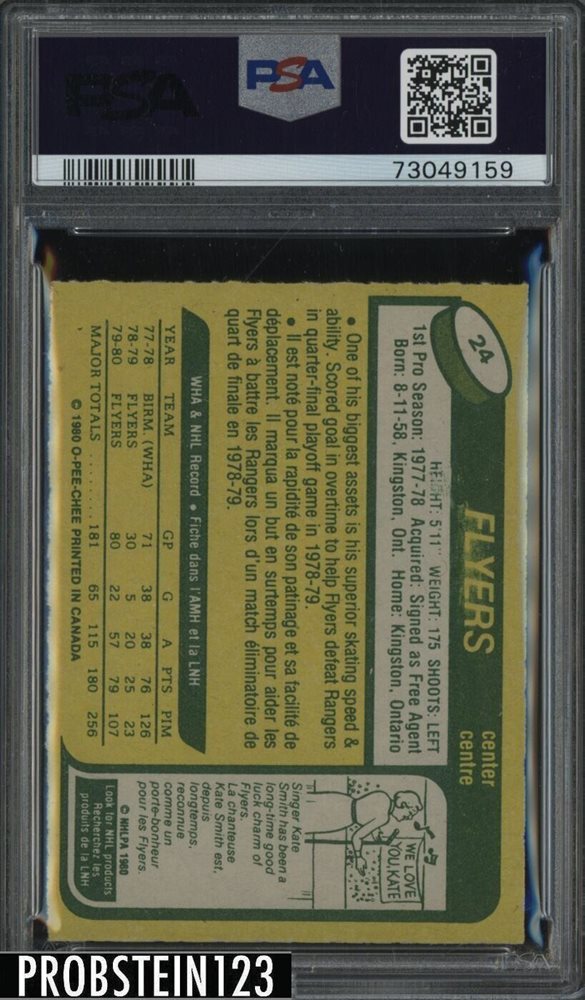 PSA
PSA
73049159
24
FLYERS
center
centre
HEIGHT: 5'11" WEIGHT: 175 SHOOTS: LEFT
1st Pro Season: 1977-78 Acquired: Signed as Free Agent
Born: 8-11-58, Kingston, Ont. Home: Kingston, Ontario
• One of his biggest assets is his superior skating speed &
ability. Scored goal in overtime to help Flyers defeat Rangers
in quarter-final playoff game in 1978-79.
• Il est noté pour la rapidité de son patinage et sa facilité de
déplacement. Il marqua un but en surtemps pour aider les
Flyers à battre les Rangers lors d'un match éliminatoire de
quart de finale en 1978-79.
WHA & NHL Record • Fiche dans l'AMH et la LNH
YEAR TEAM GP G A PTS PIM
77-78 BIRM. (WHA) 71 38 38 76 126
78-79 FLYERS 30 5 20 25 23
79-80 FLYERS 80 22 57 79 107
MAJOR TOTALS ........ 181 65 115 180 256
© 1980 O-PEE-CHEE PRINTED IN CANADA
WE LOVE
YOU, KATE
Singer Kate
Smith has been a
long-time good
luck charm of
Flyers.
La chanteuse
Kate Smith est,
depuis
longtemps,
reconnue
comme un
porte-bonheur
pour les Flyers.
© NHLPA 1980
Look for NHL products
Recherchez les
produits de la LNH
PROBSTEIN123